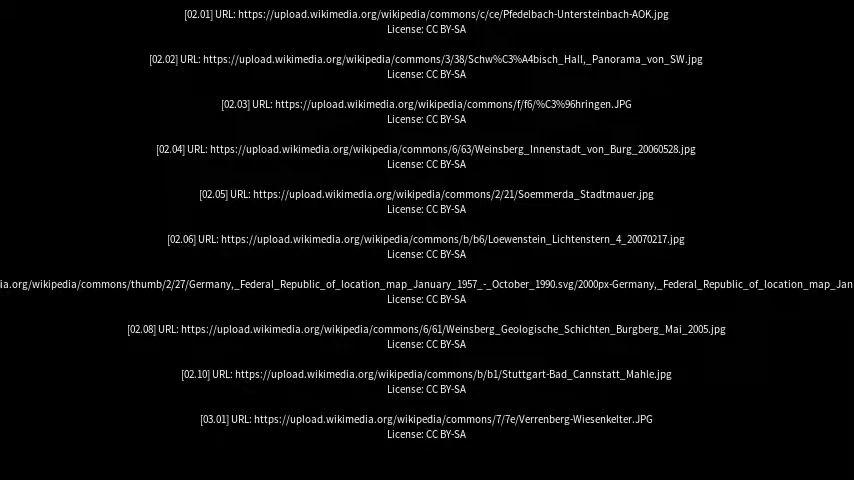 [02.01] URL: https://upload.wikimedia.org/wikipedia/commons/c/ce/Pfedelbach-Untersteinbach-AOK.jpg
License: CC BY-SA
[02.02] URL: https://upload.wikimedia.org/wikipedia/commons/3/38/Schw%C3%A4bisch_Hall,_Panorama_von_SW.jpg
License: CC BY-SA
[02.03] URL: https://upload.wikimedia.org/wikipedia/commons/f/f6/%C3%96hringen.JPG
License: CC BY-SA
[02.04] URL: https://upload.wikimedia.org/wikipedia/commons/6/63/Weinsberg_Innenstadt_von_Burg_20060528.jpg
License: CC BY-SA
[02.05] URL: https://upload.wikimedia.org/wikipedia/commons/2/21/Soemmerda_Stadtmauer.jpg
License: CC BY-SA
[02.06] URL: https://upload.wikimedia.org/wikipedia/commons/b/b6/Loewenstein_Lichtenstern_4_20070217.jpg
License: CC BY-SA
ia.org/wikipedia/commons/thumb/2/27/Germany,_Federal_Republic_of_location_map_January_1957_-_October_1990.svg/2000px-Germany,_Federal_Republic_of_location_map_Jan
License: CC BY-SA
[02.08] URL: https://upload.wikimedia.org/wikipedia/commons/6/61/Weinsberg_Geologische_Schichten_Burgberg_Mai_2005.jpg
License: CC BY-SA
[02.10] URL: https://upload.wikimedia.org/wikipedia/commons/b/b1/Stuttgart-Bad_Cannstatt_Mahle.jpg
License: CC BY-SA
[03.01] URL: https://upload.wikimedia.org/wikipedia/commons/7/7e/Verrenberg-Wiesenkelter.JPG
License: CC BY-SA